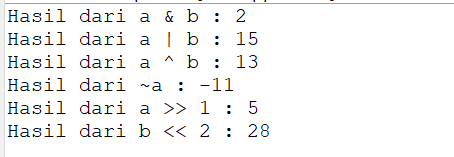 Hasil dari a & b : 2
Hasil dari a | b : 15
Hasil dari a ^ b : 13
Hasil dari ~a : -11
Hasil dari a >> 1 : 5
Hasil dari b << 2 : 28